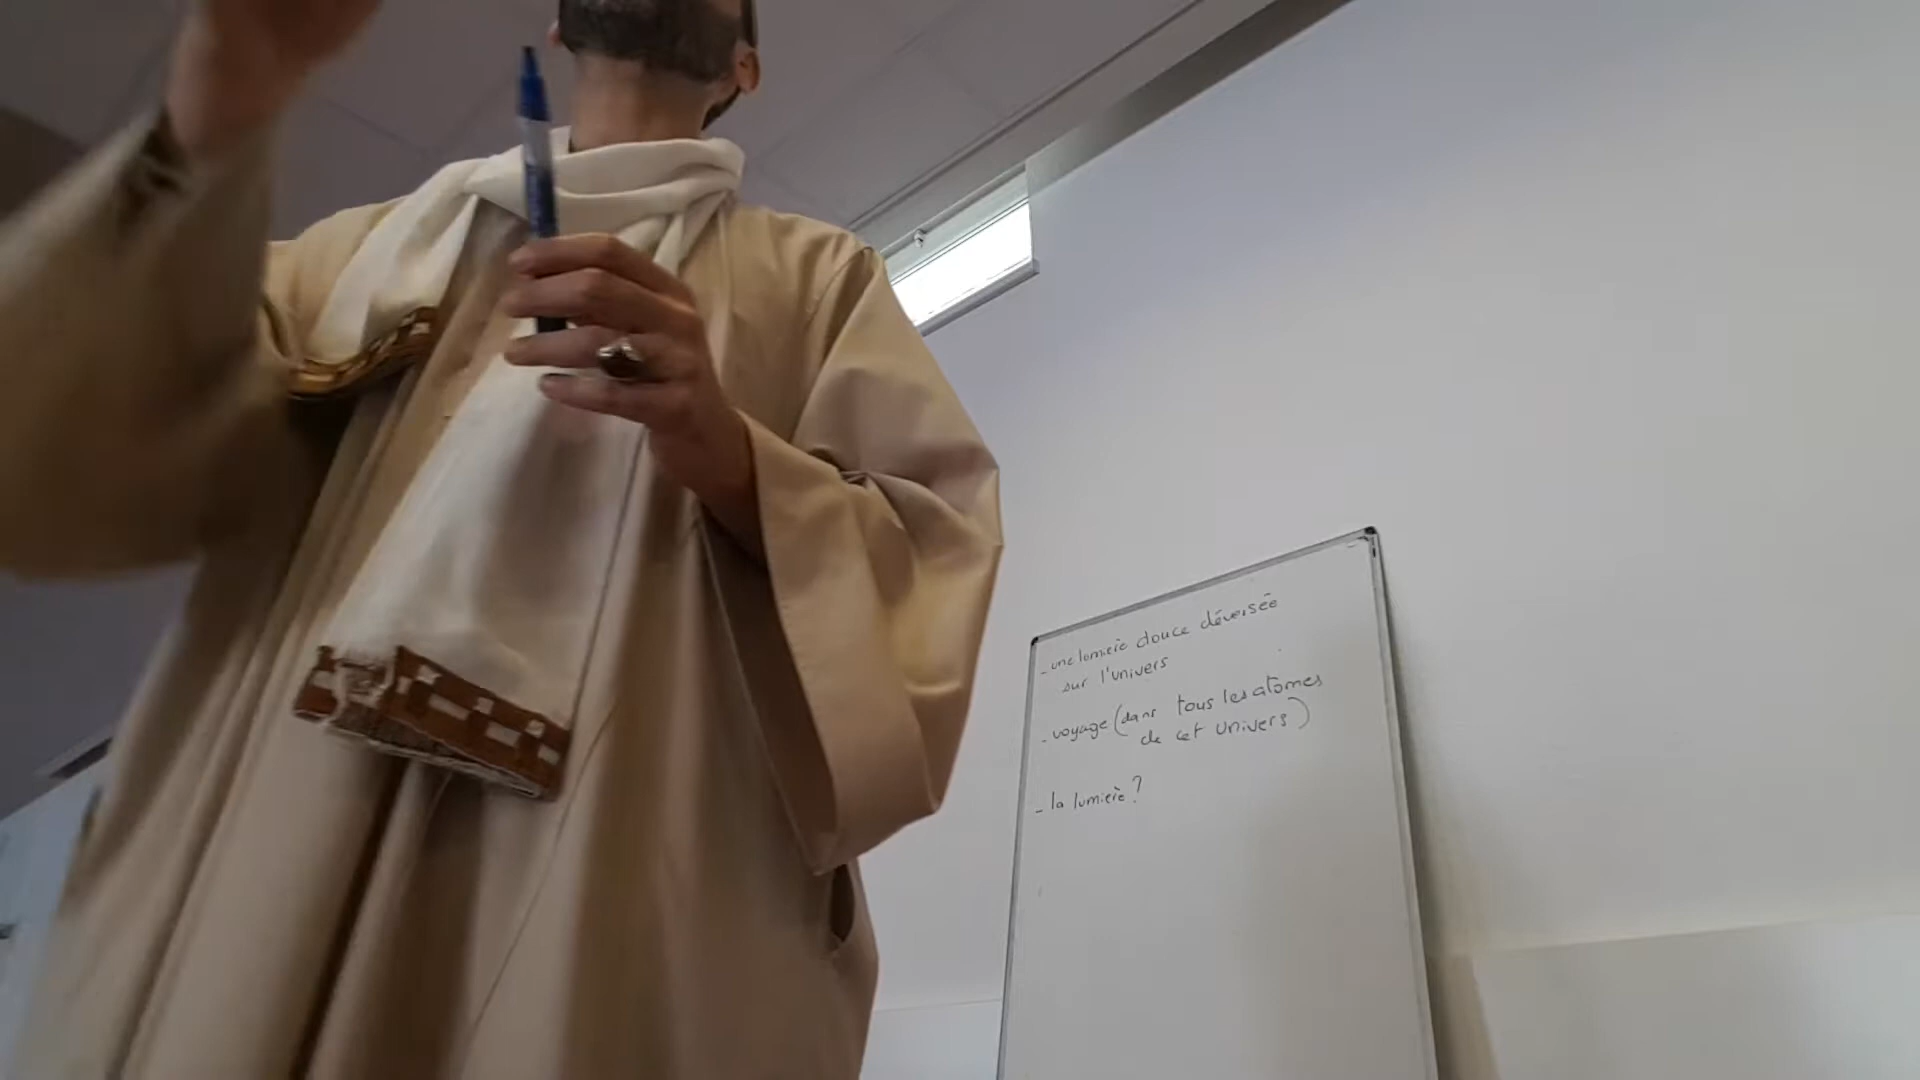 - une lumière douce déversée
sur l'univers
- voyage (dans tous les atomes
de cet univers)
- la lumière ?